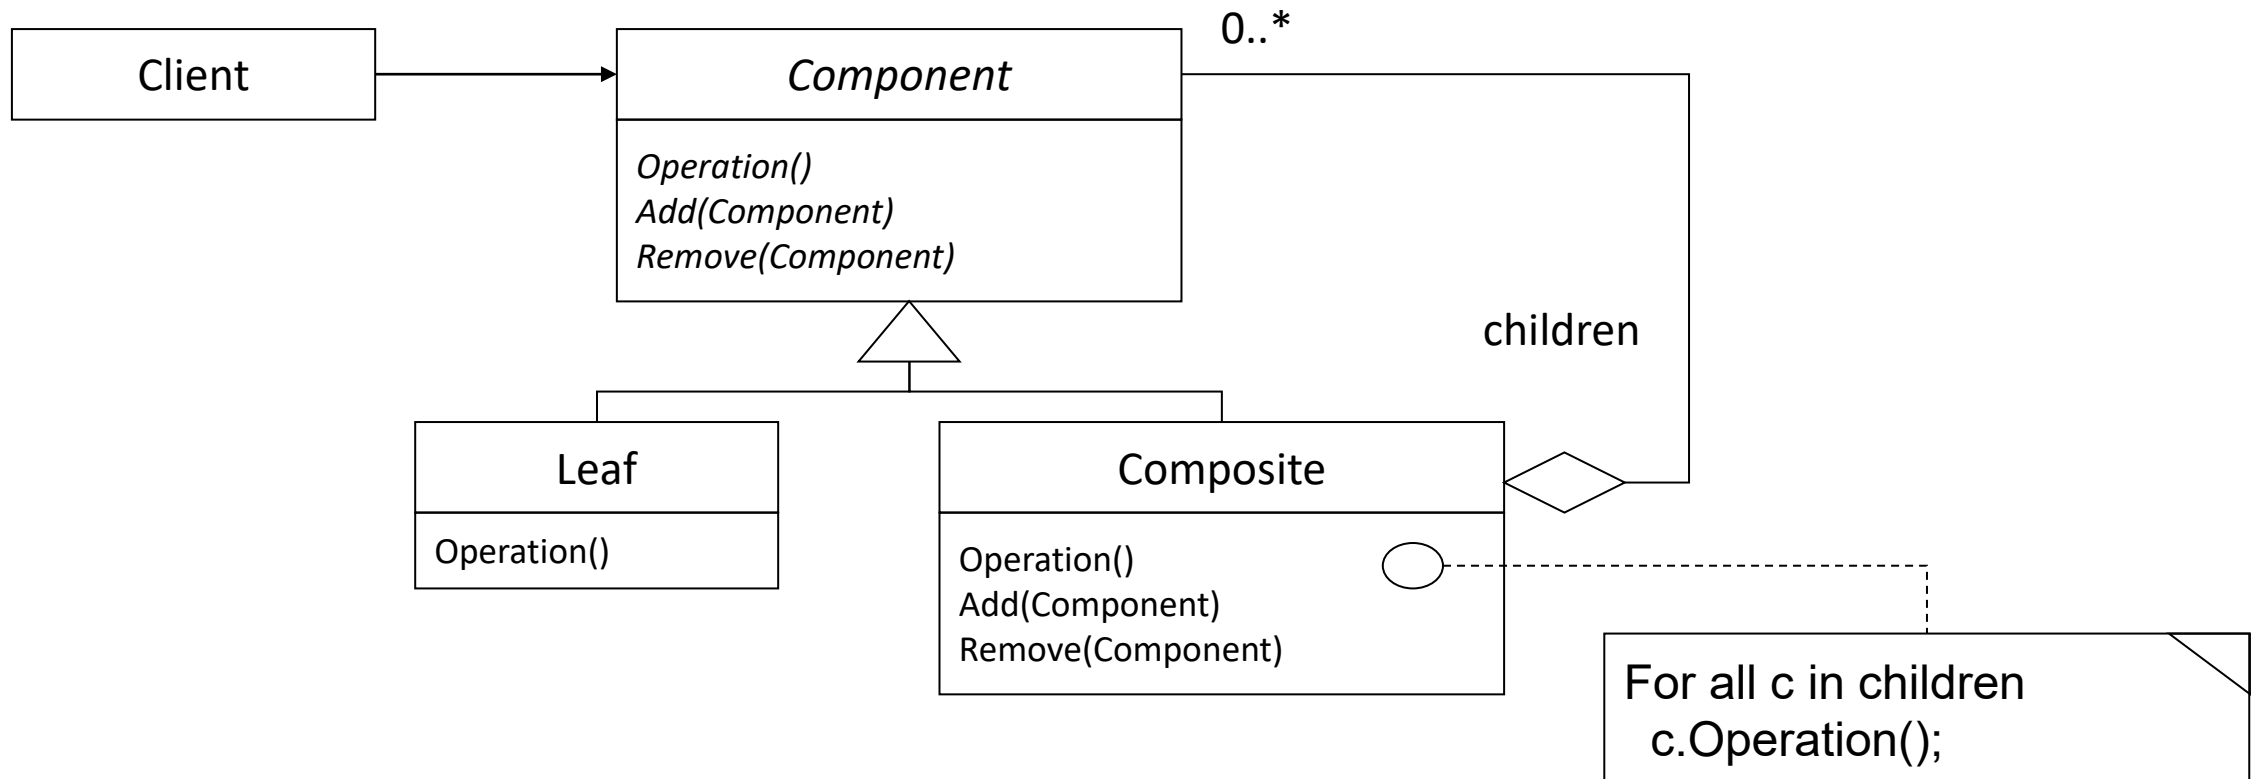 0..*
Client
Component
Operation()
Add(Component)
Remove(Component)
children
Leaf
Operation()
Composite
Operation()
Add(Component)
Remove(Component)
For all c in children
c.Operation();